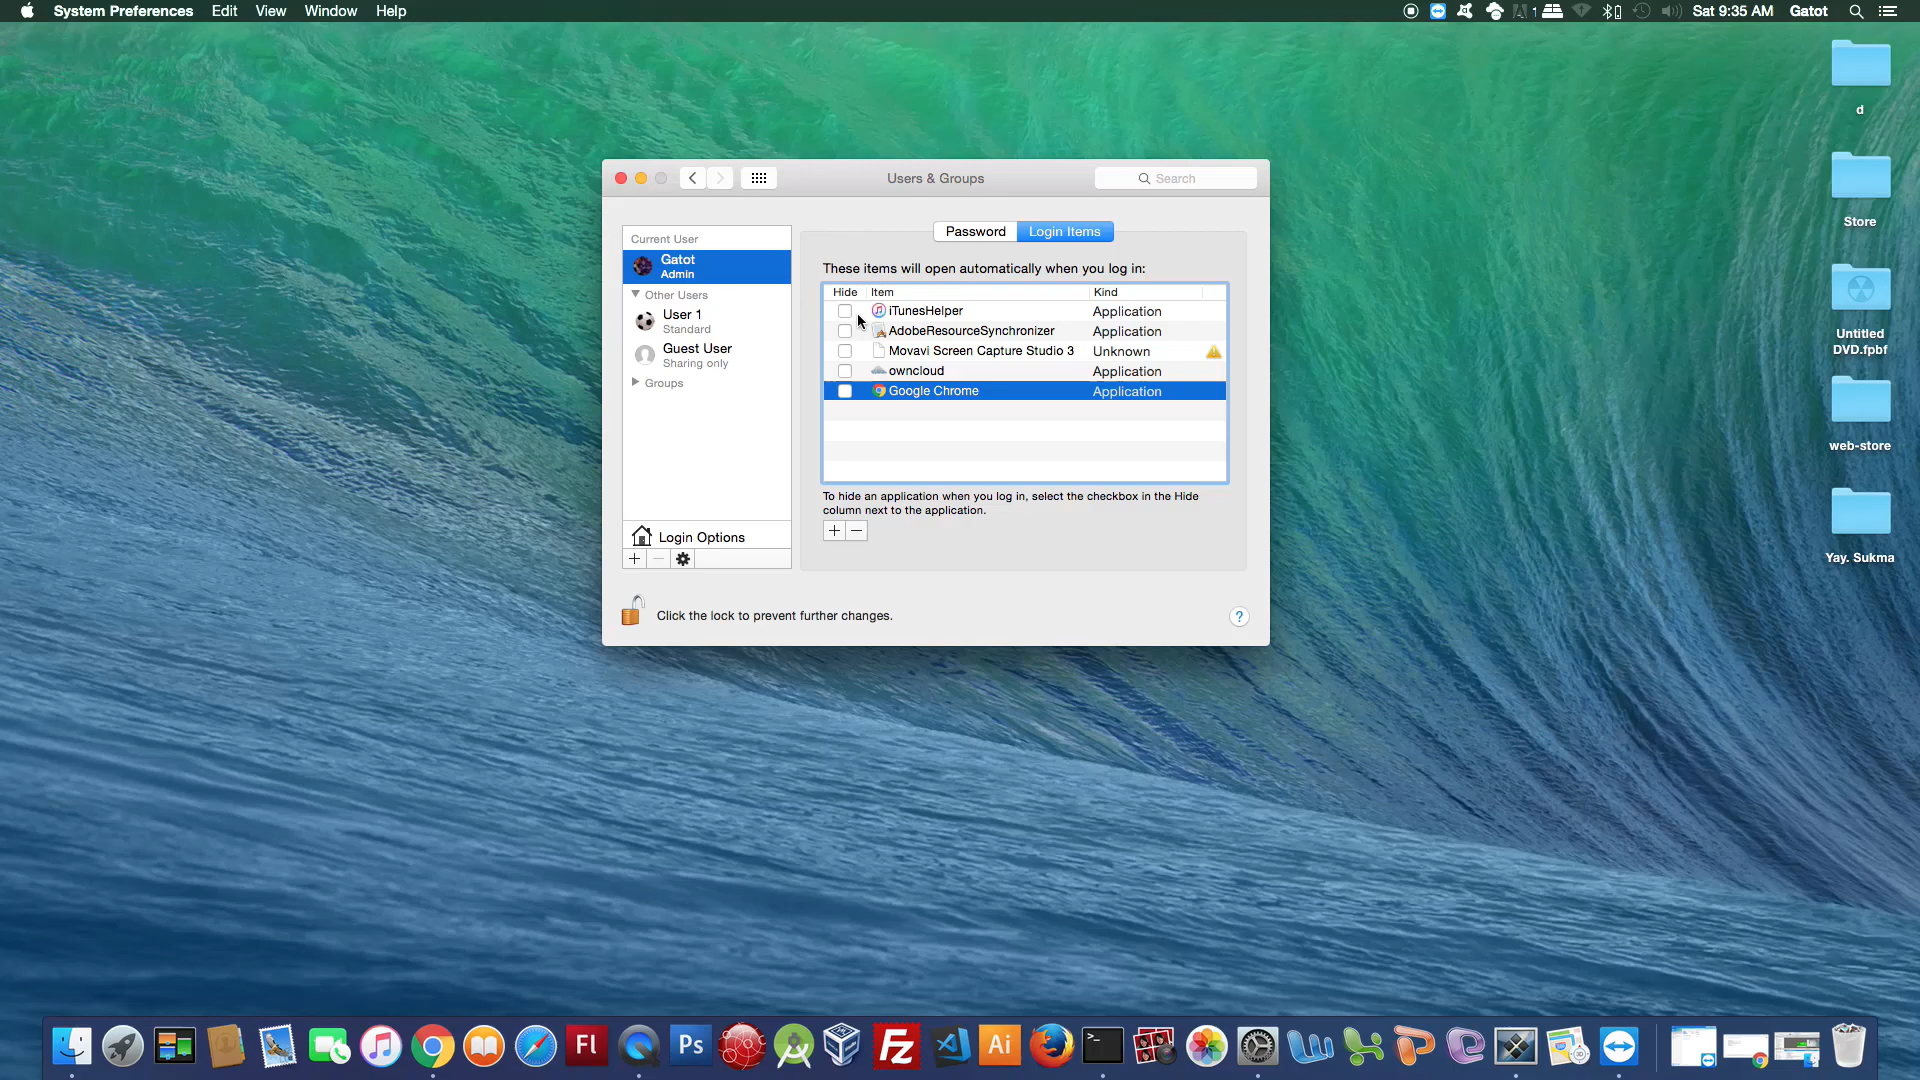 System Preferences Edit View Window Help
1 Sat 9:35 AM Gatot
d
Store
Untitled
DVD.fpbf
web-store
Yay. Sukma
Users & Groups
Search
Current User
Gatot
Admin
Other Users
User 1
Standard
Guest User
Sharing only
Groups
Login Options
Password Login Items
These items will open automatically when you log in:
Hide Item Kind
iTunesHelper Application
AdobeResourceSynchronizer Application
Movavi Screen Capture Studio 3 Unknown
owncloud Application
Google Chrome Application
To hide an application when you log in, select the checkbox in the Hide
column next to the application.
Click the lock to prevent further changes.
?
Fl Ps Fz Ai